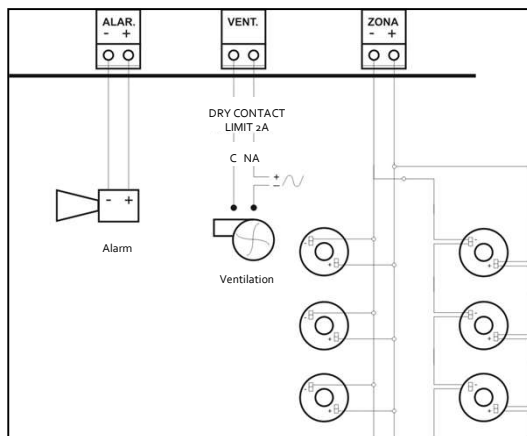 ALAR.
- +
VENT.
ZONA
- +
DRY CONTACT
LIMIT 2A
C NA
+
-
- +
Alarm
Ventilation
-
+
-
+
-
+
-
+
-
+
-
+